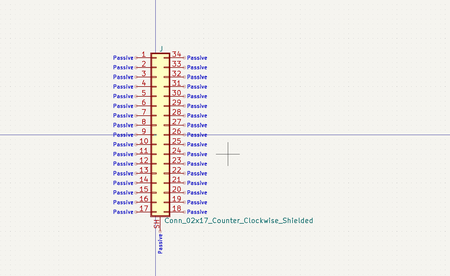 J
Passive 1 34 Passive
Passive 2 33 Passive
Passive 3 32 Passive
Passive 4 31 Passive
Passive 5 30 Passive
Passive 6 29 Passive
Passive 7 28 Passive
Passive 8 27 Passive
Passive 9 26 Passive
Passive 10 25 Passive
Passive 11 24 Passive
Passive 12 23 Passive
Passive 13 22 Passive
Passive 14 21 Passive
Passive 15 20 Passive
Passive 16 19 Passive
Passive 17 18 Passive
Conn_02x17_Counter_Clockwise_Shielded
SH
Passive